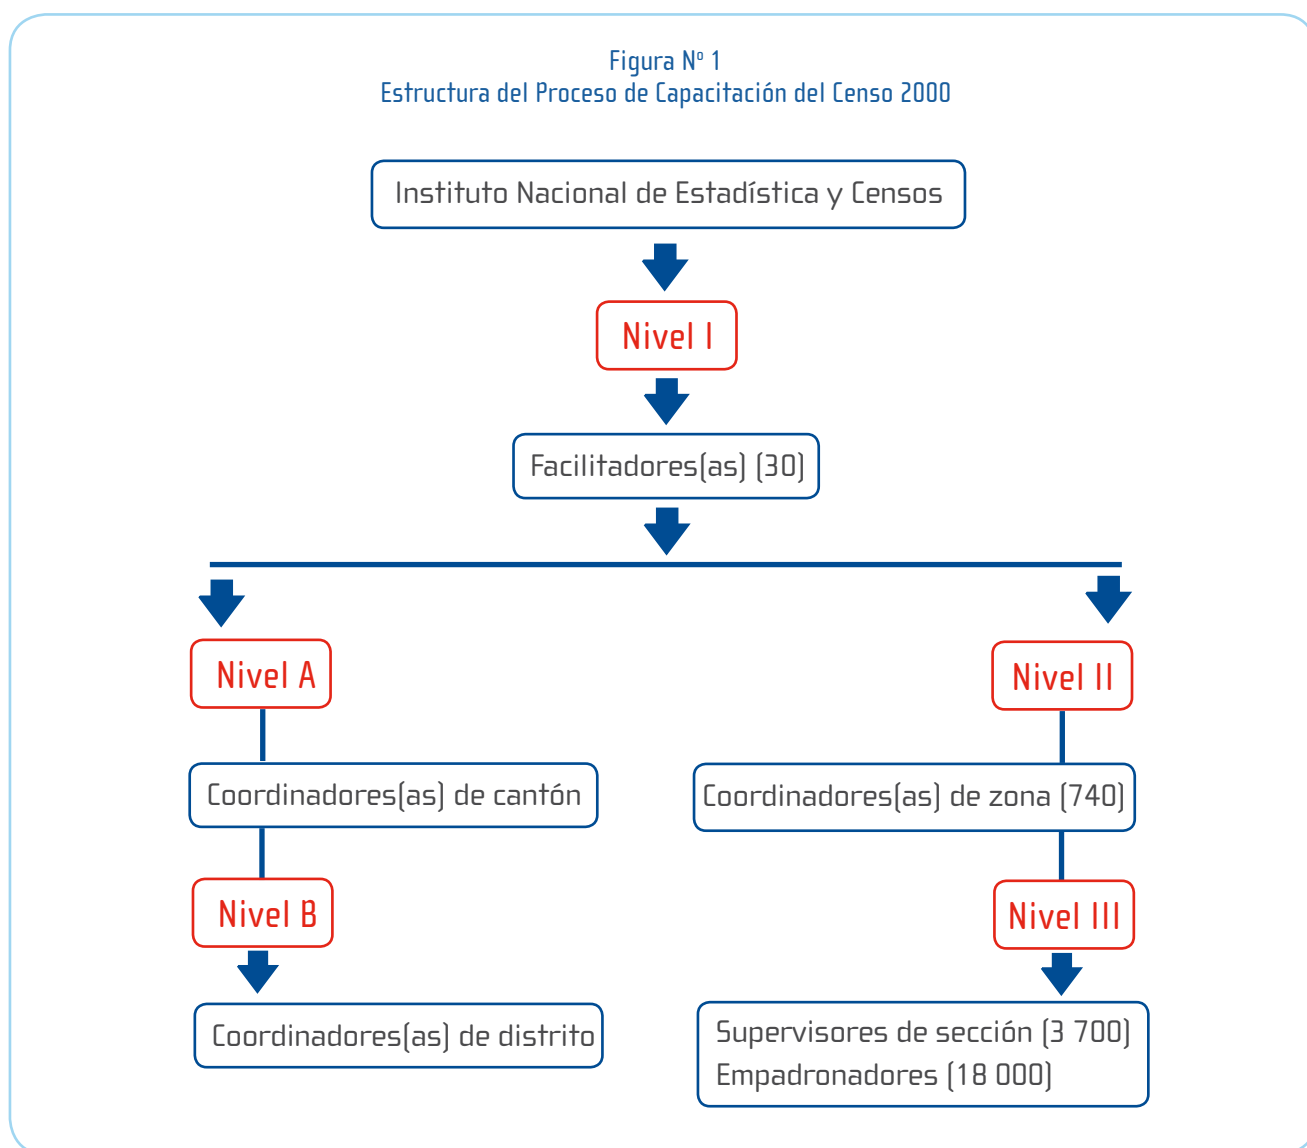 Figura Nº 1
Estructura del Proceso de Capacitación del Censo 2000
Instituto Nacional de Estadística y Censos
Nivel I
Facilitadores(as) (30)
Nivel A
Nivel II
Coordinadores(as) de cantón
Coordinadores(as) de zona (740)
Nivel B
Nivel III
Coordinadores(as) de distrito
Supervisores de sección (3 700)
Empadronadores (18 000)